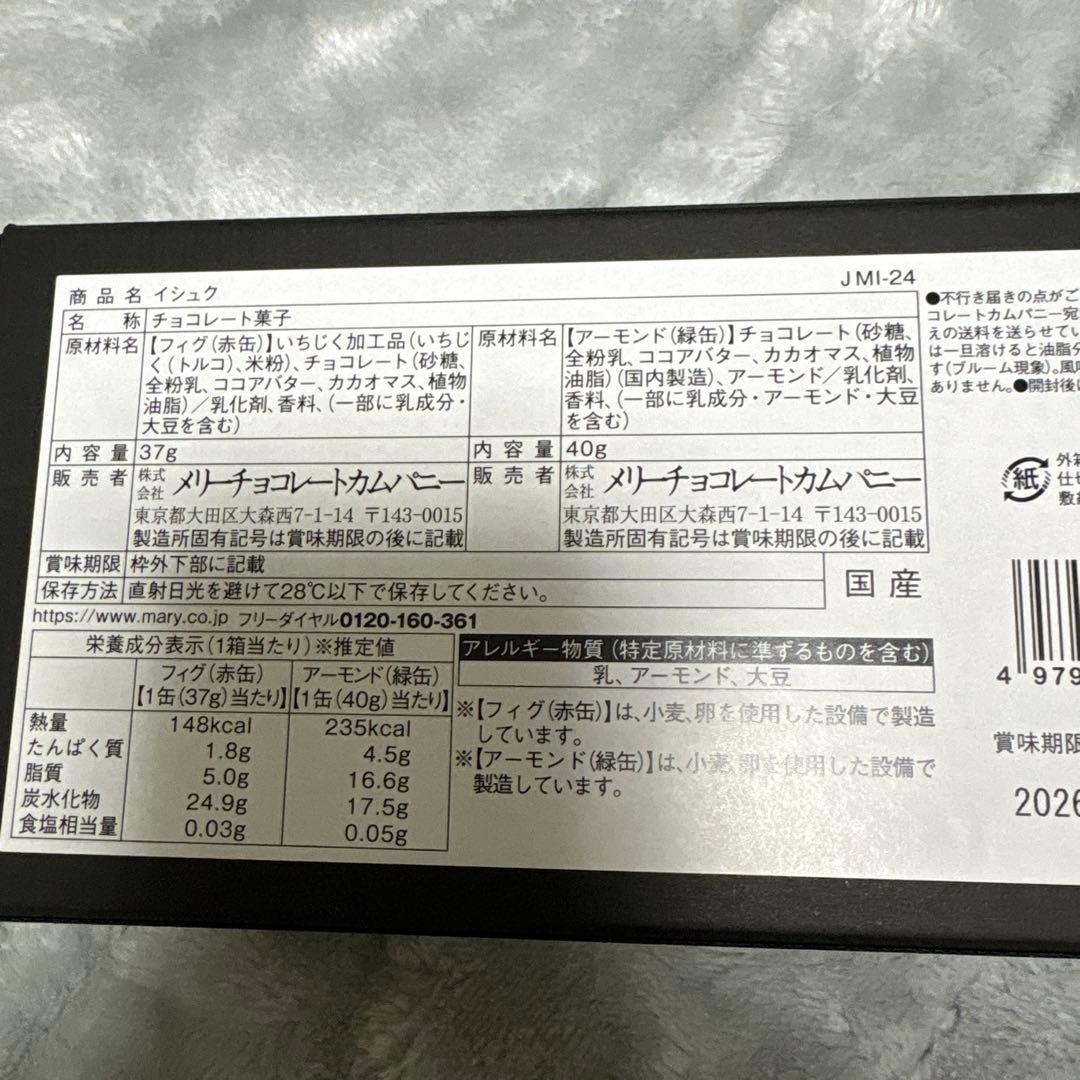 JMI-24
商品名 イシュク
名称 チョコレート菓子
原材料名 【フィグ(赤缶)】いちじく加工品(いちじ
く(トルコ)、米粉)、チョコレート(砂糖、
全粉乳、ココアバター、カカオマス、植物
油脂)／乳化剤、香料、(一部に乳成分・
大豆を含む)
内容量 37g
販売者 株式会社 メリーチョコレートカムパニー
東京都大田区大森西7-1-14 〒143-0015
製造所固有記号は賞味期限の後に記載
原材料名 【アーモンド(緑缶)】チョコレート(砂糖、
全粉乳、ココアバター、カカオマス、植物
油脂)(国内製造)、アーモンド／乳化剤、
香料、(一部に乳成分・アーモンド・大豆
を含む)
内容量 40g
販売者 株式会社 メリーチョコレートカムパニー
東京都大田区大森西7-1-14 〒143-0015
製造所固有記号は賞味期限の後に記載
賞味期限 枠外下部に記載
保存方法 直射日光を避けて28℃以下で保存してください。
国産
https://www.mary.co.jp フリーダイヤル0120-160-361
栄養成分表示(1箱当たり)※推定値
フィグ(赤缶) アーモンド(緑缶)
【1缶(37g)当たり】 【1缶(40g)当たり】
熱量 148kcal 235kcal
たんぱく質 1.8g 4.5g
脂質 5.0g 16.6g
炭水化物 24.9g 17.5g
食塩相当量 0.03g 0.05g
アレルギー物質(特定原材料に準ずるものを含む)
乳、アーモンド、大豆
※【フィグ(赤缶)】は、小麦、卵を使用した設備で製造
しています。
※【アーモンド(緑缶)】は、小麦、卵を使用した設備で
製造しています。
●不行き届きの点がご
コレートカムパニー宛
えの送料を送らせてい
は一旦溶けると油脂分
す(ブルーム現象)。風味
ありません。●開封後は
紙
外箱
仕切
敷紙
4 979
賞味期限
2026